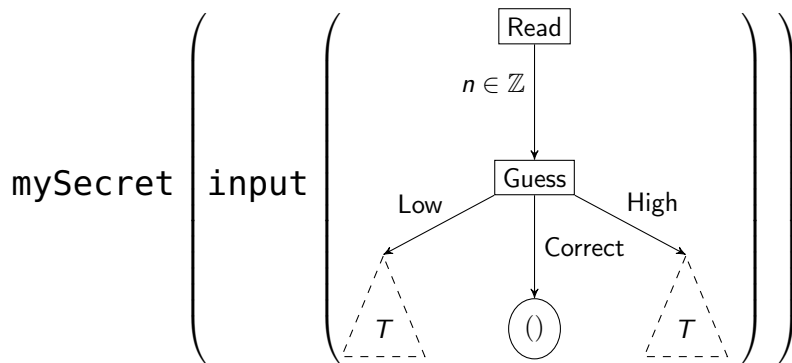 Read
n ∈ ℤ
mySecret ( input (
Guess
) )
Low
High
Correct
T
()
T